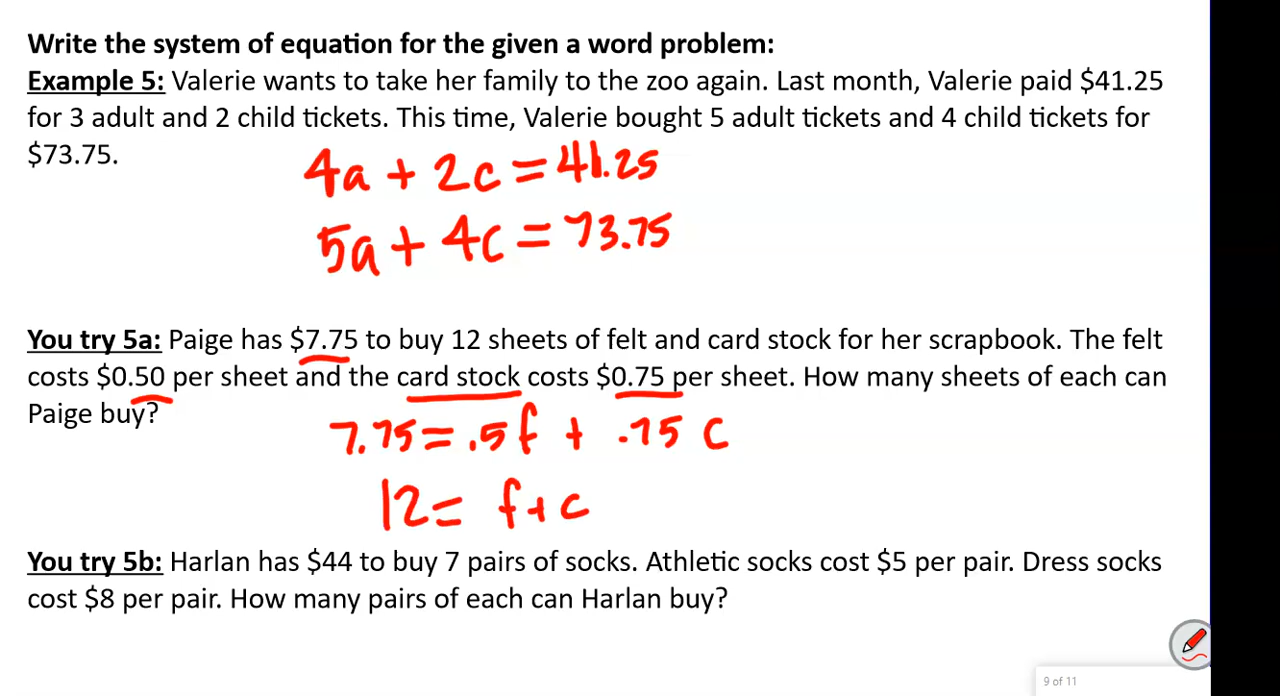 Write the system of equation for the given a word problem:
Example 5: Valerie wants to take her family to the zoo again. Last month, Valerie paid $41.25
for 3 adult and 2 child tickets. This time, Valerie bought 5 adult tickets and 4 child tickets for
$73.75.
4a + 2c = 41.25
5a + 4c = 73.75
You try 5a: Paige has $7.75 to buy 12 sheets of felt and card stock for her scrapbook. The felt
costs $0.50 per sheet and the card stock costs $0.75 per sheet. How many sheets of each can
Paige buy?
7.75 = .5f + .75 c
12 = f + c
You try 5b: Harlan has $44 to buy 7 pairs of socks. Athletic socks cost $5 per pair. Dress socks
cost $8 per pair. How many pairs of each can Harlan buy?
9 of 11